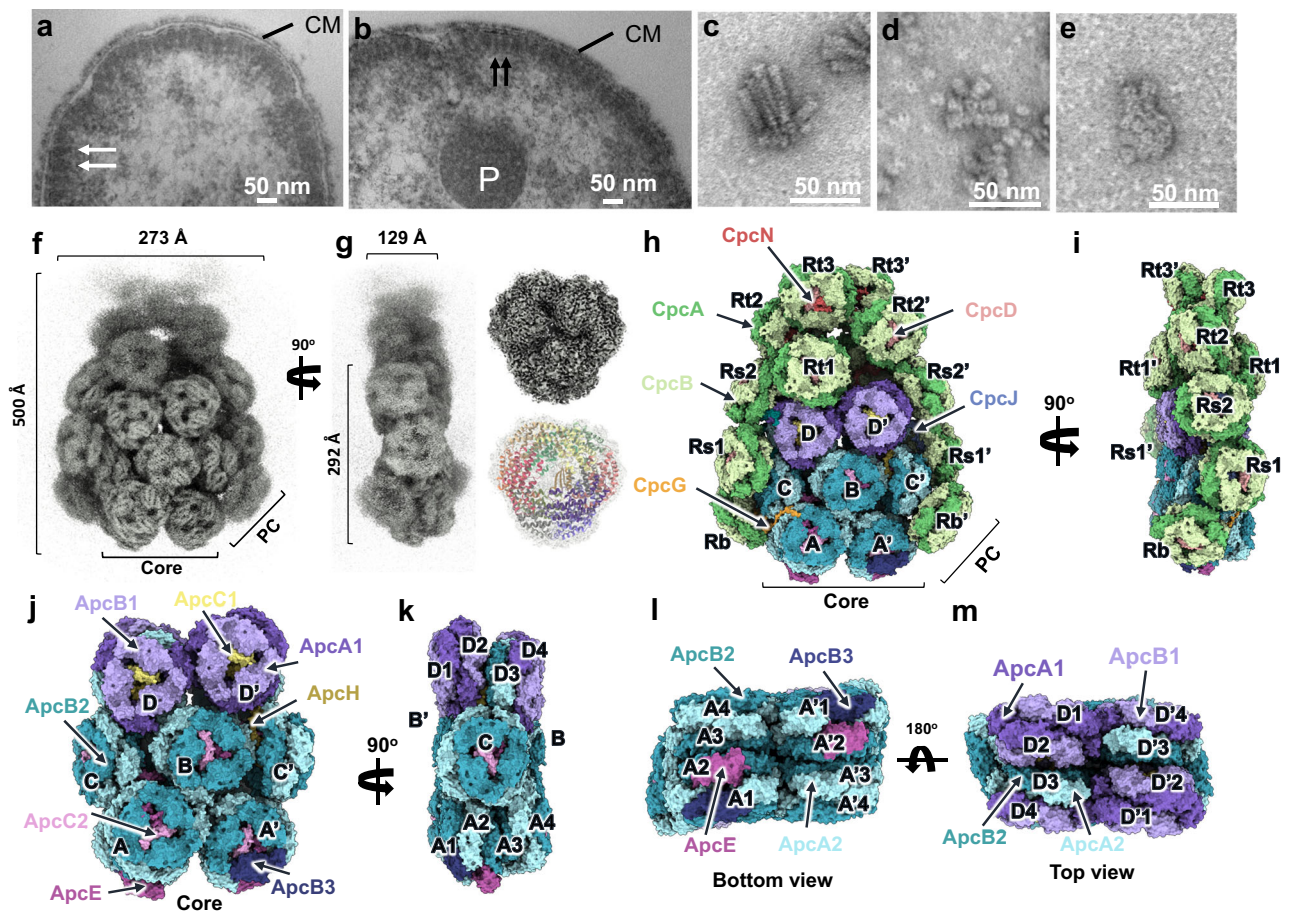 a
CM
50 nm
b
CM
P
50 nm
c
50 nm
d
50 nm
e
50 nm
f
273 Å
500 Å
Core
PC
90°
g
129 Å
292 Å
h
CpcN
Rt3
Rt3'
Rt2
Rt2'
CpcA
CpcD
Rt1
Rs2
Rs2'
CpcB
CpcJ
D
D'
Rs1
Rs1'
CpcG
C
B
C'
Rb
Rb'
A
A'
PC
Core
90°
i
Rt3'
Rt3
Rt2
Rt1'
Rt1
Rs2
Rs1'
Rs1
Rb
j
ApcB1
ApcC1
ApcA1
D
D'
ApcH
ApcB2
C
B
C'
ApcC2
A
A'
ApcE
ApcB3
Core
90°
k
D2
D4
D1
D3
B'
C
B
A2
A4
A1
A3
l
ApcB2
ApcB3
A4
A'1
A3
A'2
A2
A'3
A1
A'4
ApcE
ApcA2
Bottom view
180°
m
ApcA1
ApcB1
D1
D'4
D2
D'3
D3
D'2
D4
D'1
ApcB2
ApcA2
Top view